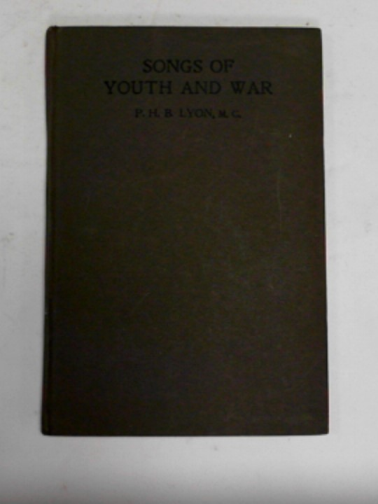 SONGS OF
YOUTH AND WAR
P. H. B. LYON, M. C.